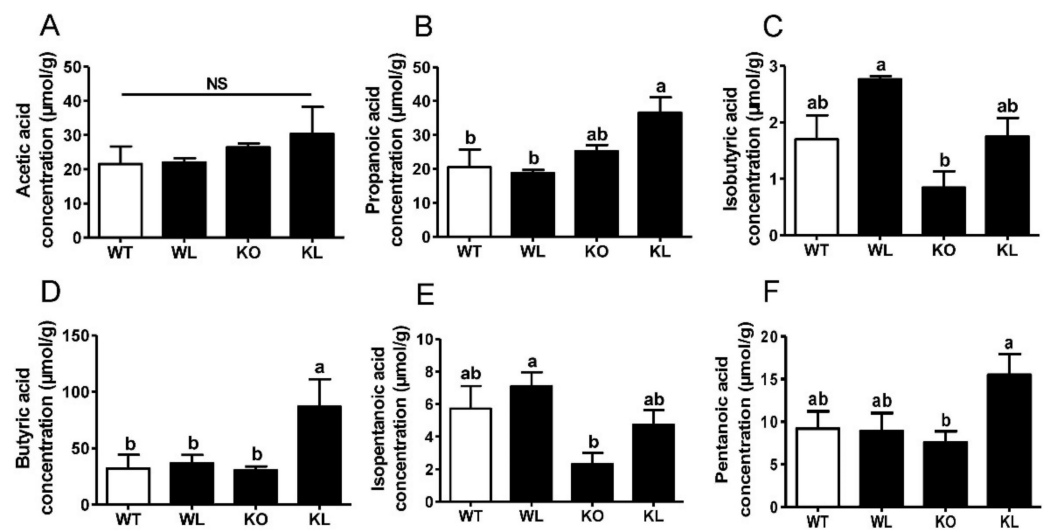 A
Acetic acid
concentration (μmol/g)
50
40
30
20
10
0
NS
WT WL KO KL
B
Propanoic acid
concentration (μmol/g)
50
40
30
20
10
0
b b ab a
WT WL KO KL
C
Isobutyric acid
concentration (μmol/g)
3
2
1
0
ab a b ab
WT WL KO KL
D
Butyric acid
concentration (μmol/g)
150
100
50
0
b b b a
WT WL KO KL
E
Isopentanoic acid
concentration (μmol/g)
10
8
6
4
2
0
ab a b ab
WT WL KO KL
F
Pentanoic acid
concentration (μmol/g)
20
15
10
5
0
ab ab b a
WT WL KO KL